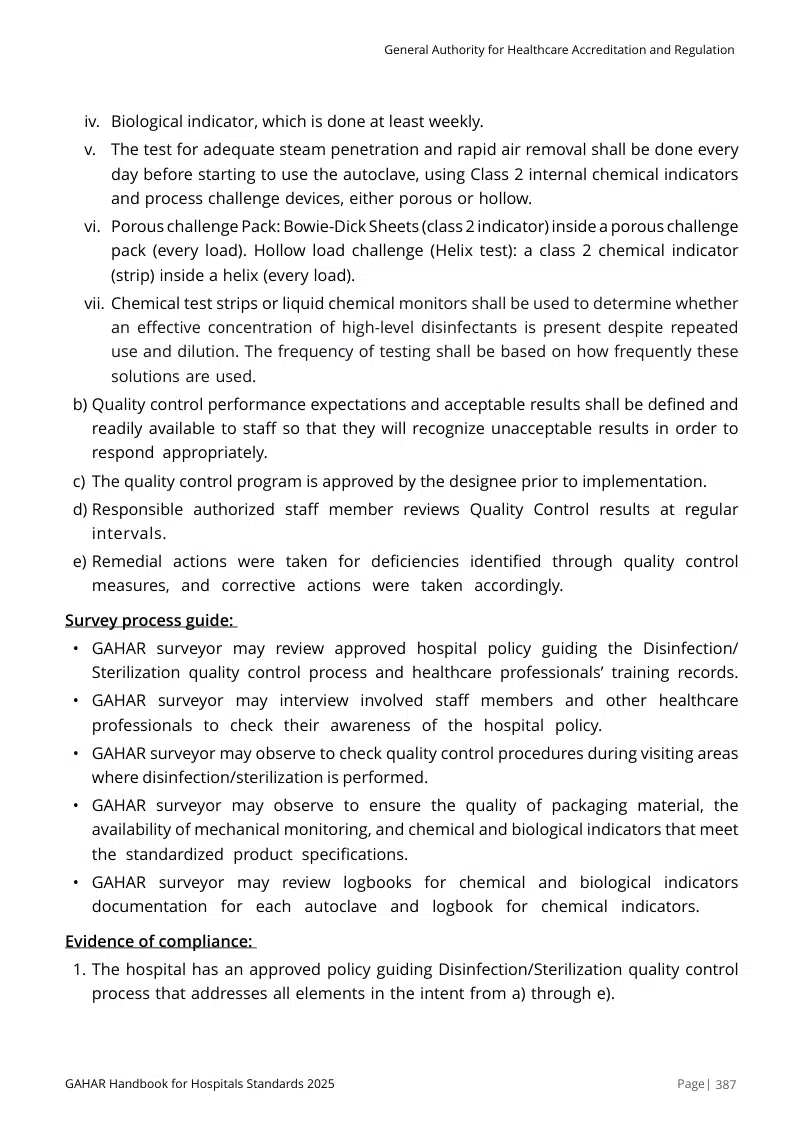 General Authority for Healthcare Accreditation and Regulation
iv. Biological indicator, which is done at least weekly.
v. The test for adequate steam penetration and rapid air removal shall be done every
day before starting to use the autoclave, using Class 2 internal chemical indicators
and process challenge devices, either porous or hollow.
vi. Porous challenge Pack: Bowie-Dick Sheets (class 2 indicator) inside a porous challenge
pack (every load). Hollow load challenge (Helix test): a class 2 chemical indicator
(strip) inside a helix (every load).
vii. Chemical test strips or liquid chemical monitors shall be used to determine whether
an effective concentration of high-level disinfectants is present despite repeated
use and dilution. The frequency of testing shall be based on how frequently these
solutions are used.
b) Quality control performance expectations and acceptable results shall be defined and
readily available to staff so that they will recognize unacceptable results in order to
respond appropriately.
c) The quality control program is approved by the designee prior to implementation.
d) Responsible authorized staff member reviews Quality Control results at regular
intervals.
e) Remedial actions were taken for deficiencies identified through quality control
measures, and corrective actions were taken accordingly.
Survey process guide:
• GAHAR surveyor may review approved hospital policy guiding the Disinfection/
Sterilization quality control process and healthcare professionals’ training records.
• GAHAR surveyor may interview involved staff members and other healthcare
professionals to check their awareness of the hospital policy.
• GAHAR surveyor may observe to check quality control procedures during visiting areas
where disinfection/sterilization is performed.
• GAHAR surveyor may observe to ensure the quality of packaging material, the
availability of mechanical monitoring, and chemical and biological indicators that meet
the standardized product specifications.
• GAHAR surveyor may review logbooks for chemical and biological indicators
documentation for each autoclave and logbook for chemical indicators.
Evidence of compliance:
1. The hospital has an approved policy guiding Disinfection/Sterilization quality control
process that addresses all elements in the intent from a) through e).
GAHAR Handbook for Hospitals Standards 2025
Page| 387